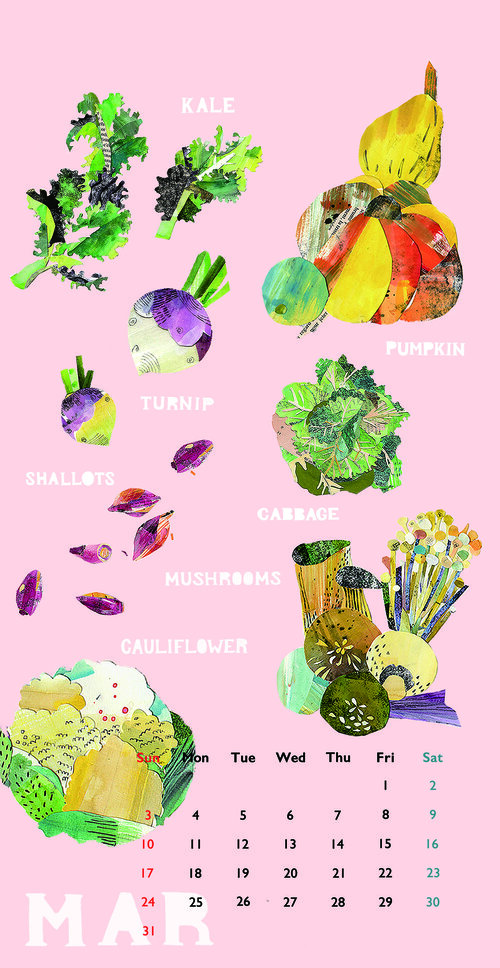 KALE
PUMPKIN
TURNIP
SHALLOTS
CABBAGE
MUSHROOMS
CAULIFLOWER
Sun Mon Tue Wed Thu Fri Sat
1 2
3 4 5 6 7 8 9
10 11 12 13 14 15 16
17 18 19 20 21 22 23
24 25 26 27 28 29 30
31
MAR